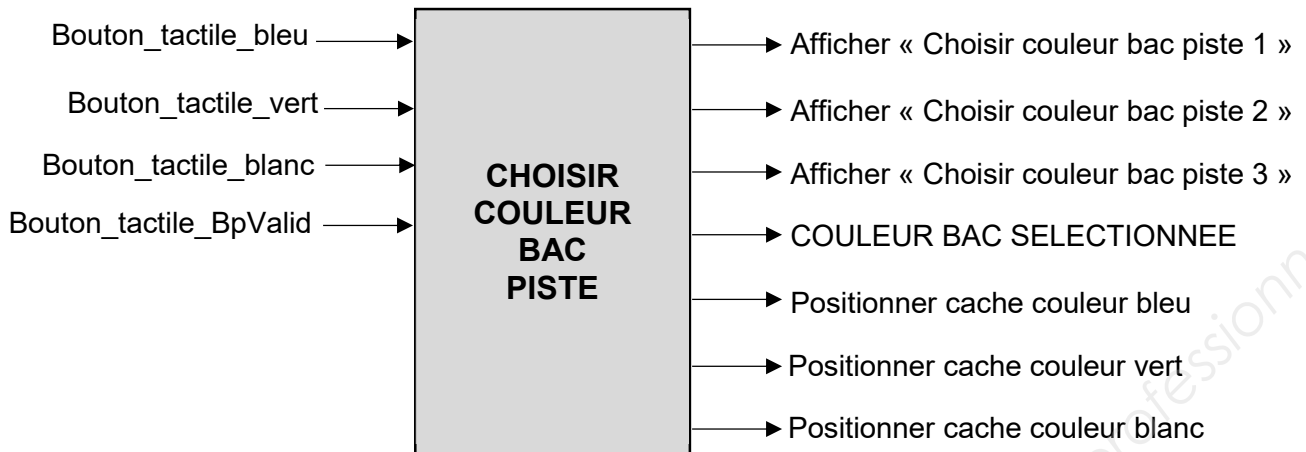 Bouton_tactile_bleu
Bouton_tactile_vert
Bouton_tactile_blanc
Bouton_tactile_BpValid
CHOISIR
COULEUR
BAC
PISTE
Afficher « Choisir couleur bac piste 1 »
Afficher « Choisir couleur bac piste 2 »
Afficher « Choisir couleur bac piste 3 »
COULEUR BAC SELECTIONNEE
Positionner cache couleur bleu
Positionner cache couleur vert
Positionner cache couleur blanc